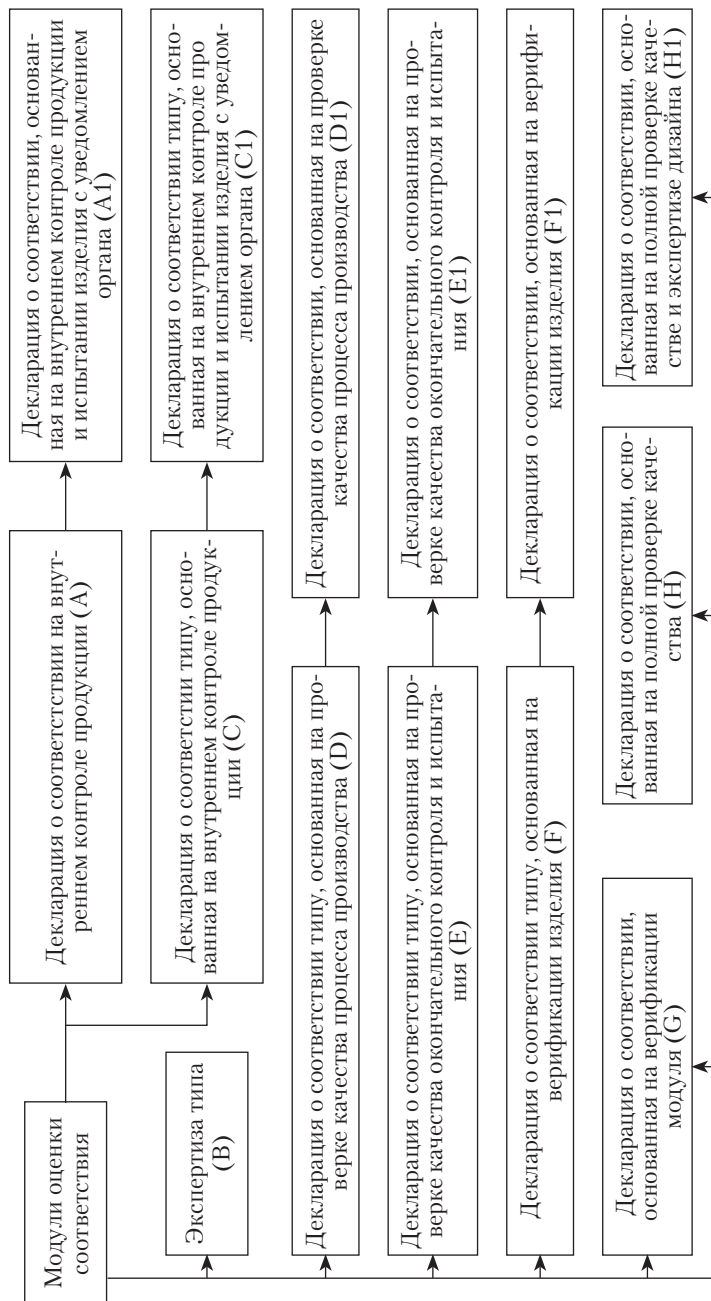 Модули оценки
соответствия
Декларация о соответстствии на внут-
реннем контроле продукции (A)
Декларация о соответствии, основан-
ная на внутреннем контроле продукции
и испытании изделия с уведомлением
органа (A1)
Экспертиза типа
(B)
Декларация о соответстии типу, осно-
ванная на внутреннем контроле продук-
ции (C)
Декларация о соответствии типу, осно-
ванная на внутреннем контроле про
дукции и испытании изделия с уведом-
лением органа (C1)
Декларация о соответствии типу, основанная на про-
верке качества процесса производства (D)
Декларация о соответствии, основанная на проверке
качества процесса производства (D1)
Декларация о соответствии типу, основанная на про-
верке качества окончательного контроля и испыта-
ния (E)
Декларация о соответствии, основанная на про-
верке качества окончательного контроля и испыта-
ния (E1)
Декларация о соответствии типу, основанная на
верификации изделия (F)
Декларация о соответствии, основанная на верифи-
кации изделия (F1)
Декларация о соответствии,
основанная на верификации
модуля (G)
Декларация о соответствии, осно-
ванная на полной проверке каче-
ства (H)
Декларация о соответствии, осно-
ванная на полной проверке каче-
стве и экспертизе дизайна (H1)